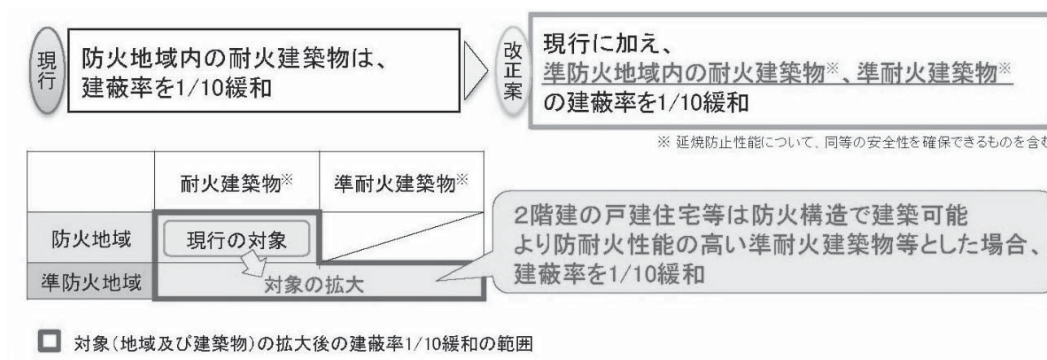 現行
防火地域内の耐火建築物は、
建蔽率を1/10緩和
改正案
現行に加え、
準防火地域内の耐火建築物※、準耐火建築物※
の建蔽率を1/10緩和
※ 延焼防止性能について、同等の安全性を確保できるものを含む
耐火建築物※
準耐火建築物※
防火地域
現行の対象
準防火地域
対象の拡大
2階建の戸建住宅等は防火構造で建築可能
より防耐火性能の高い準耐火建築物等とした場合、
建蔽率を1/10緩和
対象(地域及び建築物)の拡大後の建蔽率1/10緩和の範囲